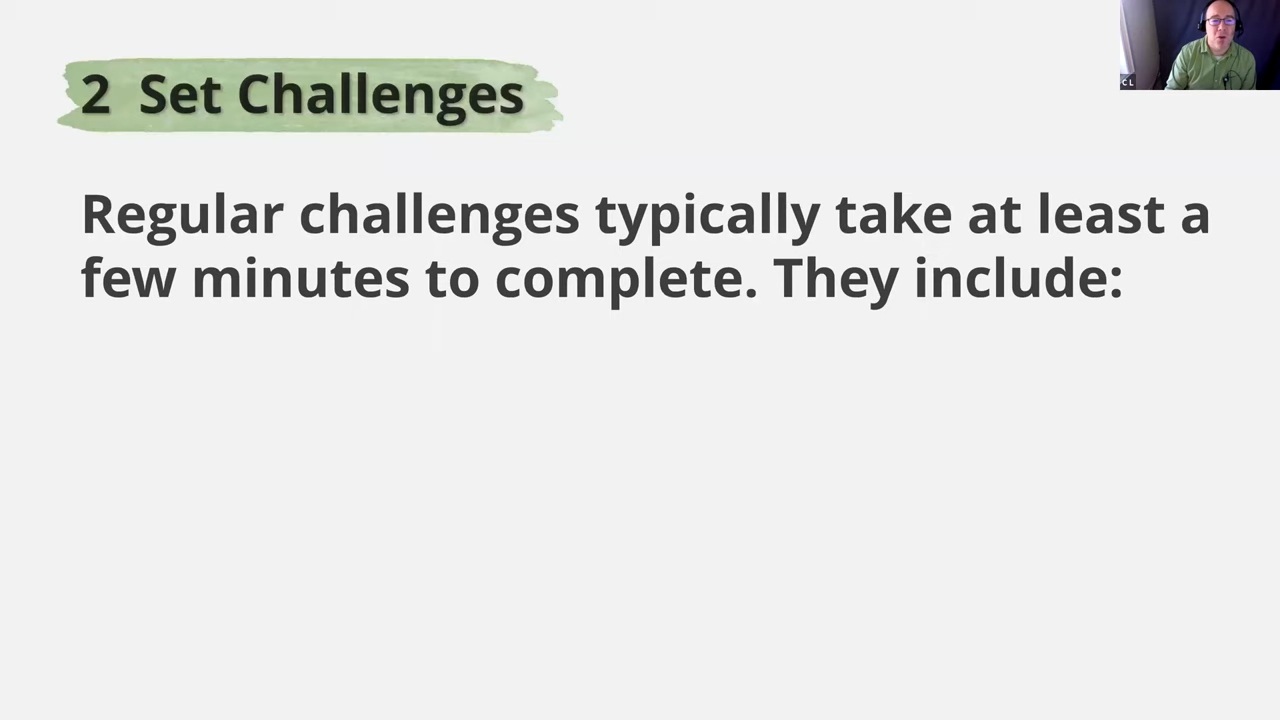 2 Set Challenges
Regular challenges typically take at least a
few minutes to complete. They include:
C L